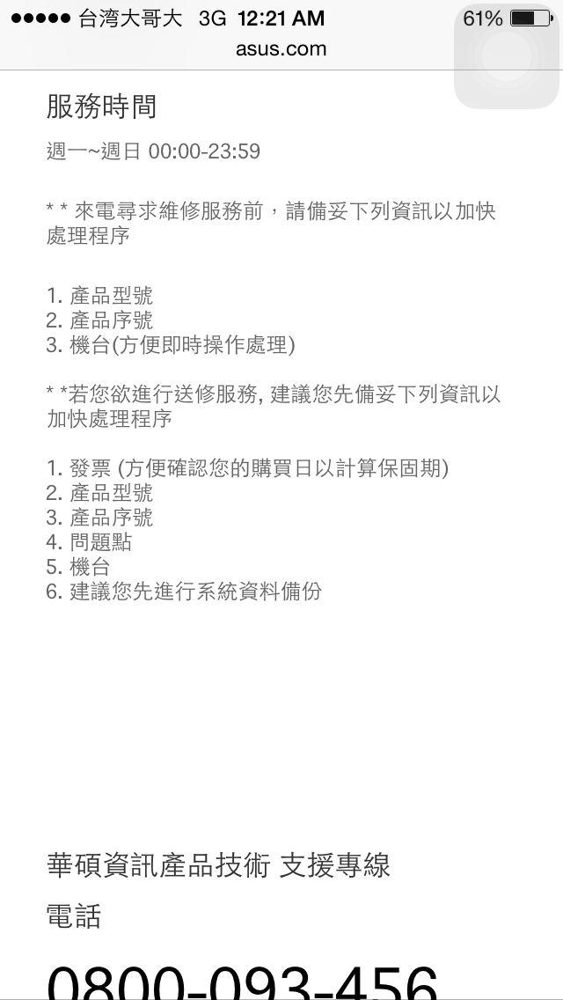 台湾大哥大 3G 12:21 AM 61%
asus.com
服務時間
週一~週日 00:00-23:59
* * 來電尋求維修服務前，請備妥下列資訊以加快
處理程序
1. 產品型號
2. 產品序號
3. 機台(方便即時操作處理)
* *若您欲進行送修服務, 建議您先備妥下列資訊以
加快處理程序
1. 發票 (方便確認您的購買日以計算保固期)
2. 產品型號
3. 產品序號
4. 問題點
5. 機台
6. 建議您先進行系統資料備份
華碩資訊產品技術 支援專線
電話
0800-093-456